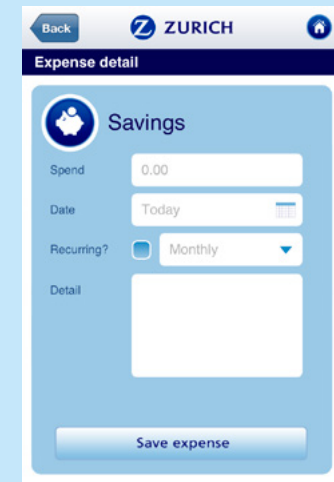 Back ZURICH
Expense detail
Savings
Spend 0.00
Date Today
Recurring? Monthly
Detail
Save expense